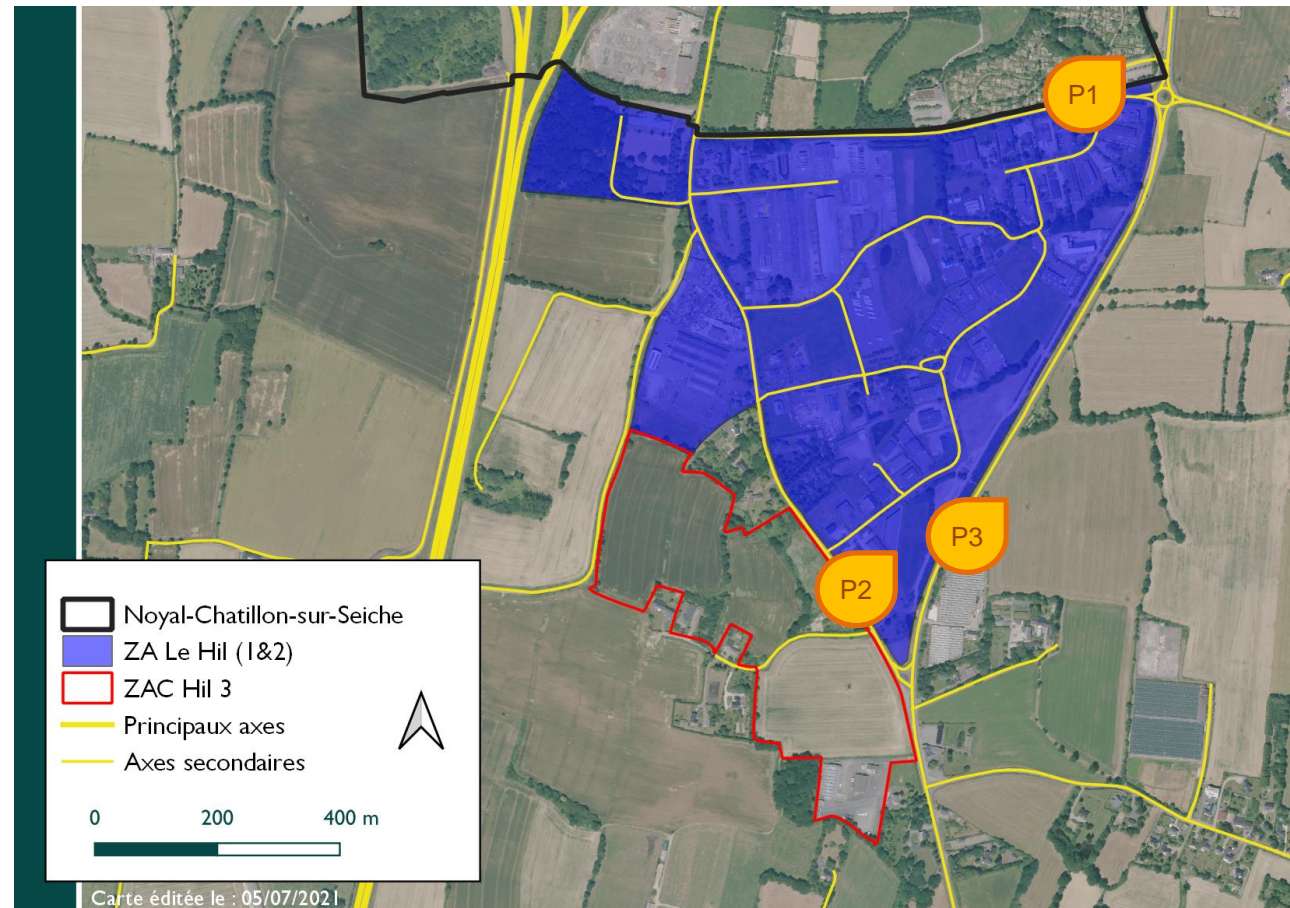 P1
P3
P2
Noyal-Chatillon-sur-Seiche
ZA Le Hil (1&2)
ZAC Hil 3
Principaux axes
Axes secondaires
0 200 400 m
Carte éditée le : 05/07/2021